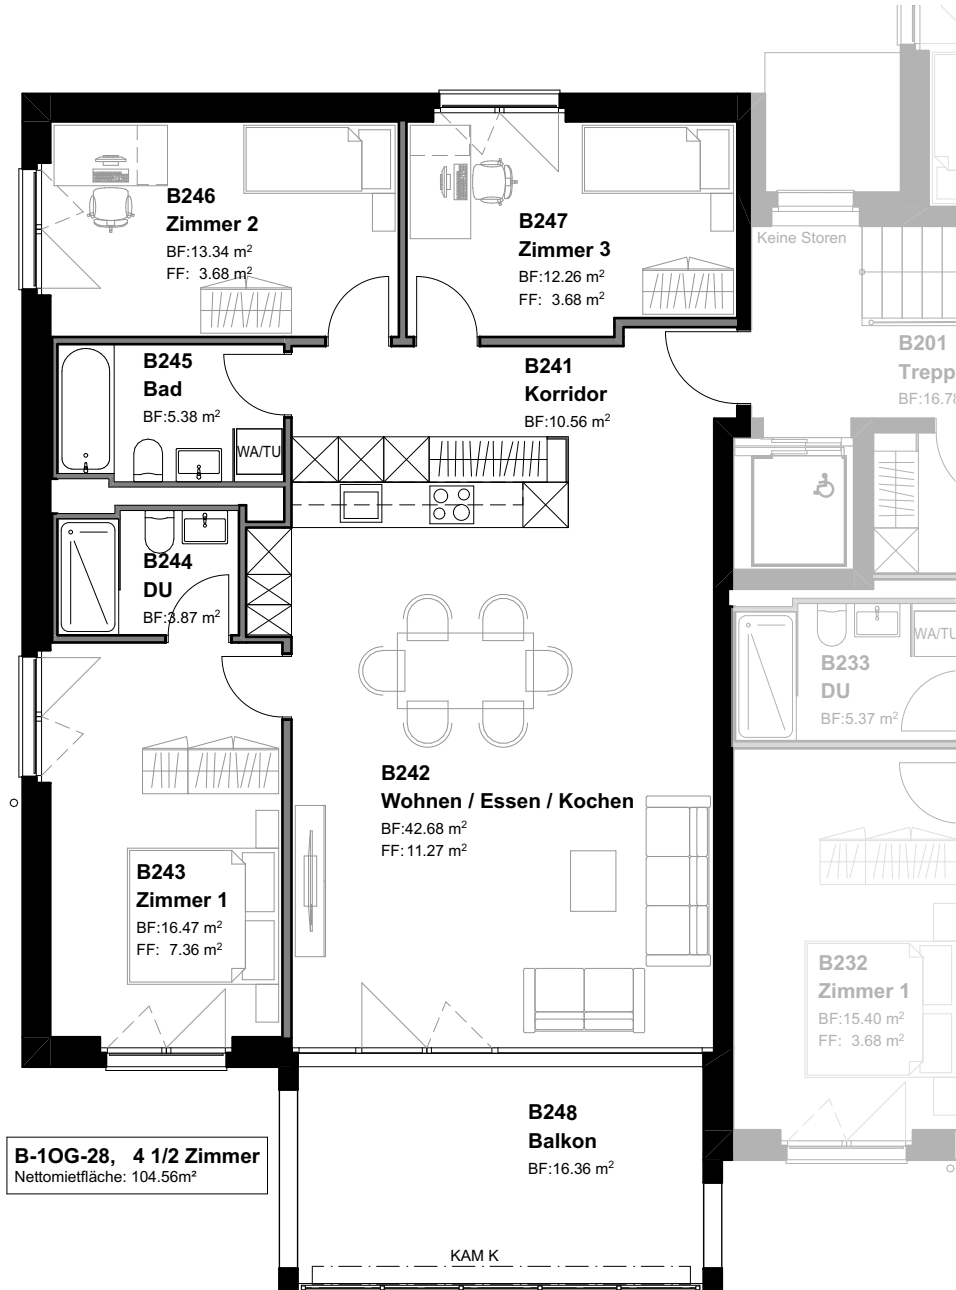 B246
Zimmer 2
BF:13.34 m²
FF: 3.68 m²
B247
Zimmer 3
BF:12.26 m²
FF: 3.68 m²
Keine Storen
B201
Trepp
BF:16.78
B245
Bad
BF:5.38 m²
WA/TU
B241
Korridor
BF:10.56 m²
B244
DU
BF:3.87 m²
B233
DU
BF:5.37 m²
WA/TU
B242
Wohnen / Essen / Kochen
BF:42.68 m²
FF: 11.27 m²
B243
Zimmer 1
BF:16.47 m²
FF: 7.36 m²
B232
Zimmer 1
BF:15.40 m²
FF: 3.68 m²
B248
Balkon
BF:16.36 m²
B-1OG-28, 4 1/2 Zimmer
Nettomietfläche: 104.56m²
KAM K